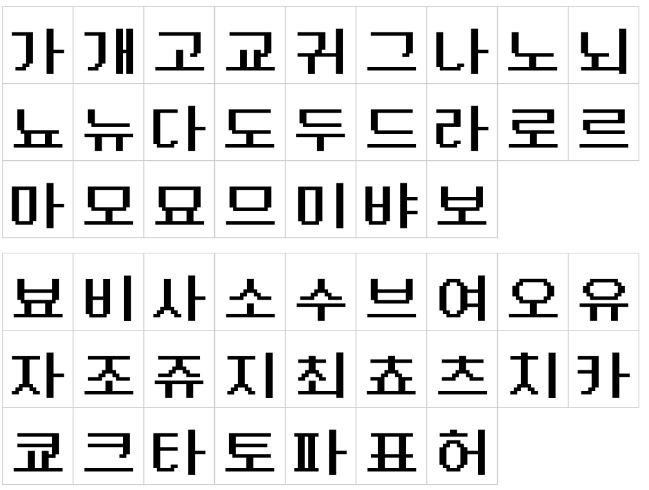 가 개 고 교 귀 그 나 노 뇌
뇨 뉴 다 도 두 드 라 로 르
마 모 묘 므 미 뱌 보
뵤 비 사 소 수 브 여 오 유
자 조 쥬 지 최 쵸 츠 치 카
쿄 크 타 토 파 표 허